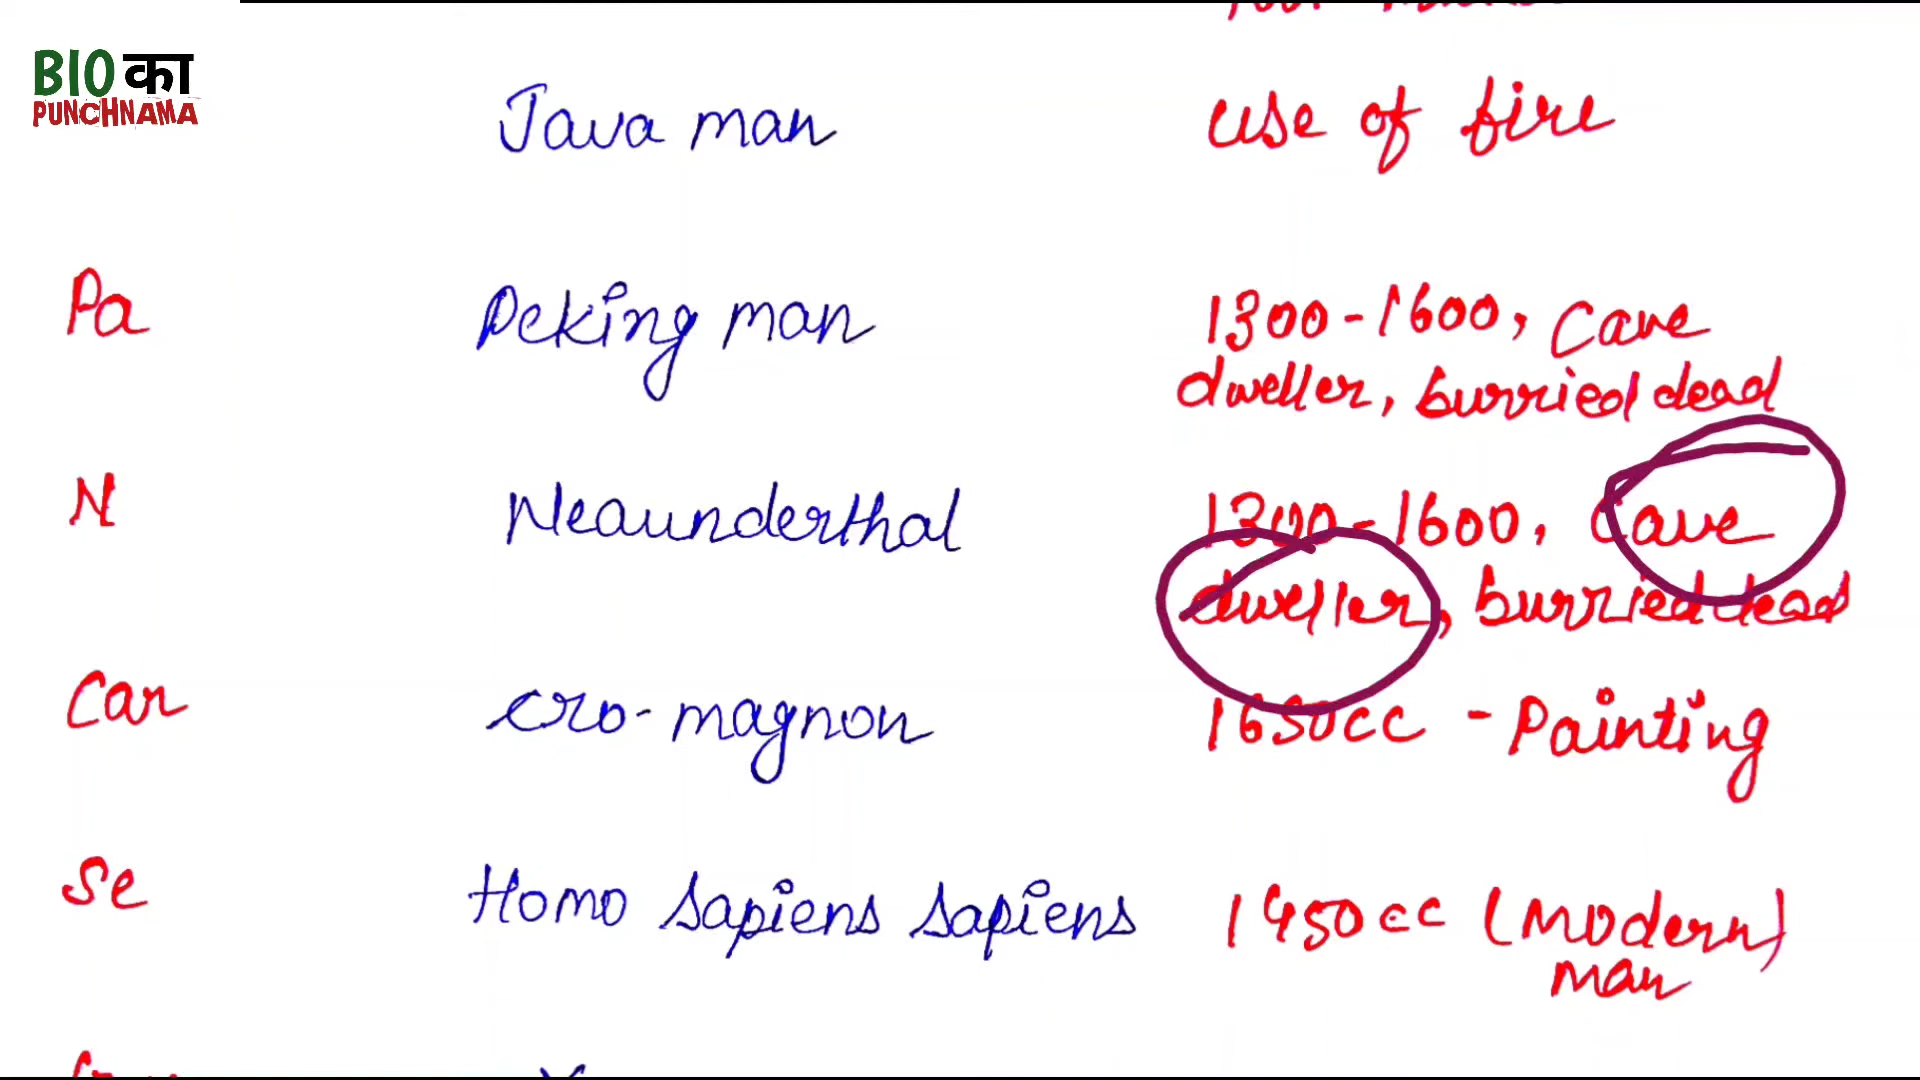 BIO का
PUNCHNAMA
Java man use of fire
Pa Peking man 1300-1600, Cave
dweller, burried dead
N Neaunderthal 1300-1600, Cave
dweller, burried dead
Car cro-magnon 1650cc - Painting
Se Homo sapiens sapiens 1450cc (Modern)
man